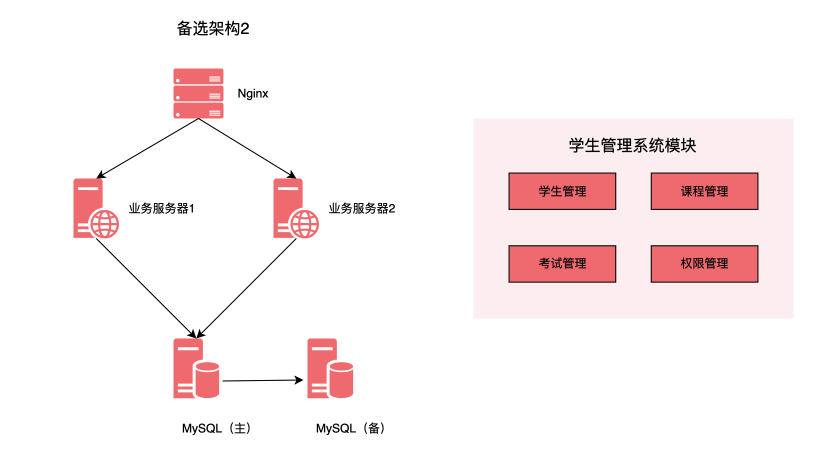 备选架构2
Nginx
业务服务器1
业务服务器2
MySQL（主）
MySQL（备）
学生管理系统模块
学生管理
课程管理
考试管理
权限管理